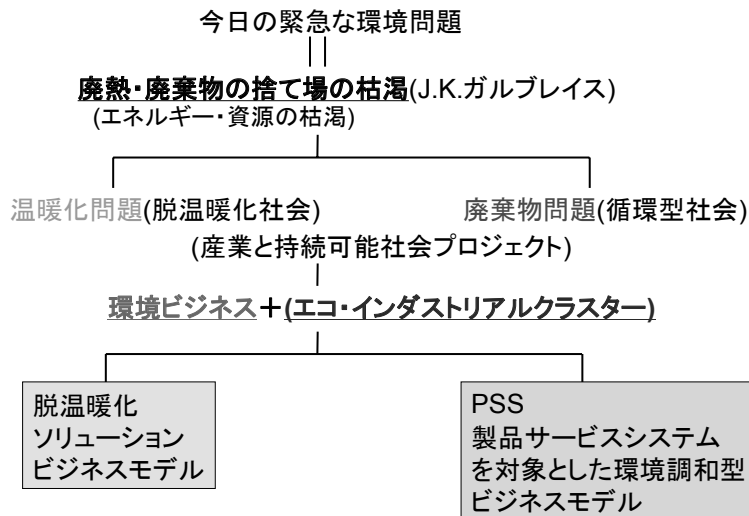 今日の緊急な環境問題
廃熱・廃棄物の捨て場の枯渇(J.K.ガルブレイス)
(エネルギー・資源の枯渇)
温暖化問題(脱温暖化社会)
廃棄物問題(循環型社会)
(産業と持続可能社会プロジェクト)
環境ビジネス+(エコ・インダストリアルクラスター)
脱温暖化
ソリューション
ビジネスモデル
PSS
製品サービスシステム
を対象とした環境調和型
ビジネスモデル